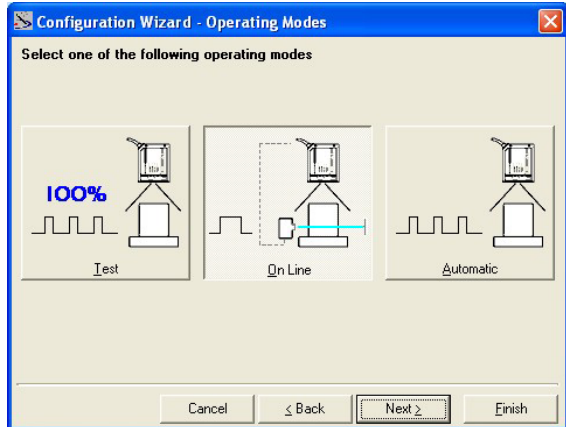 Configuration Wizard - Operating Modes
Select one of the following operating modes
100%
Test
On Line
Automatic
Cancel
< Back
Next >
Finish